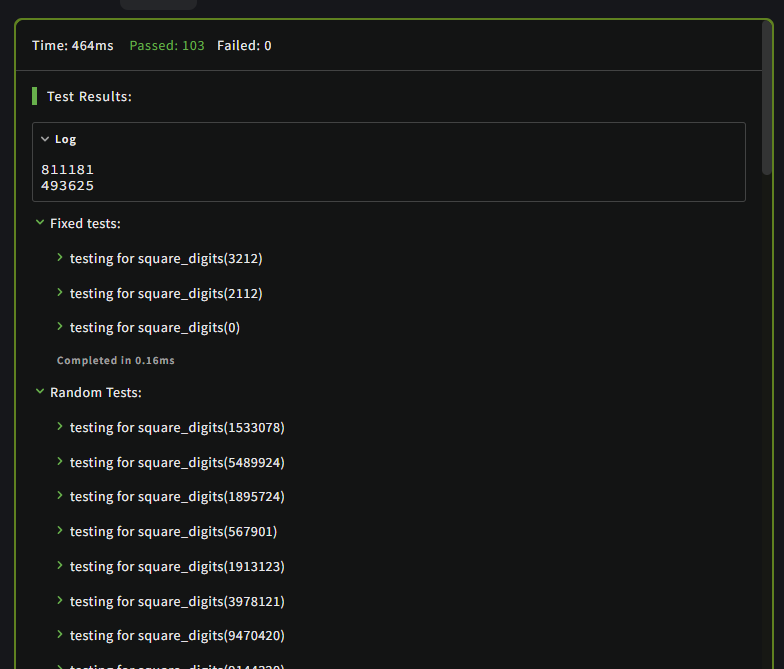 Time: 464ms Passed: 103 Failed: 0
Test Results:
Log
811181
493625
Fixed tests:
testing for square_digits(3212)
testing for square_digits(2112)
testing for square_digits(0)
Completed in 0.16ms
Random Tests:
testing for square_digits(1533078)
testing for square_digits(5489924)
testing for square_digits(1895724)
testing for square_digits(567901)
testing for square_digits(1913123)
testing for square_digits(3978121)
testing for square_digits(9470420)
testing for